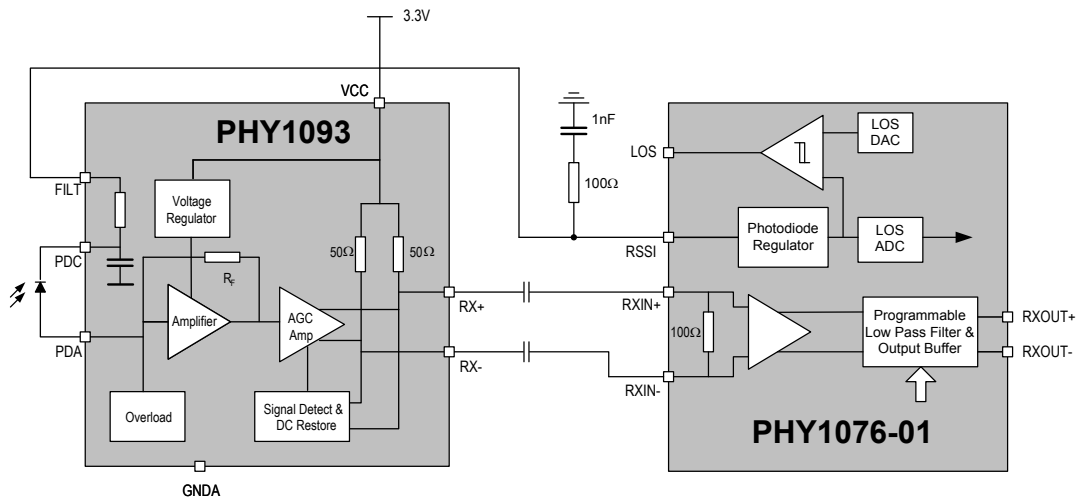 3.3V
VCC
PHY1093
FILT
Voltage
Regulator
PDC
R_F
50Ω
50Ω
Amplifier
AGC
Amp
PDA
Overload
Signal Detect &
DC Restore
RX+
RX-
GNDA
1nF
100Ω
LOS
LOS
DAC
RSSI
Photodiode
Regulator
LOS
ADC
RXIN+
100Ω
RXIN-
Programmable
Low Pass Filter &
Output Buffer
RXOUT+
RXOUT-
PHY1076-01